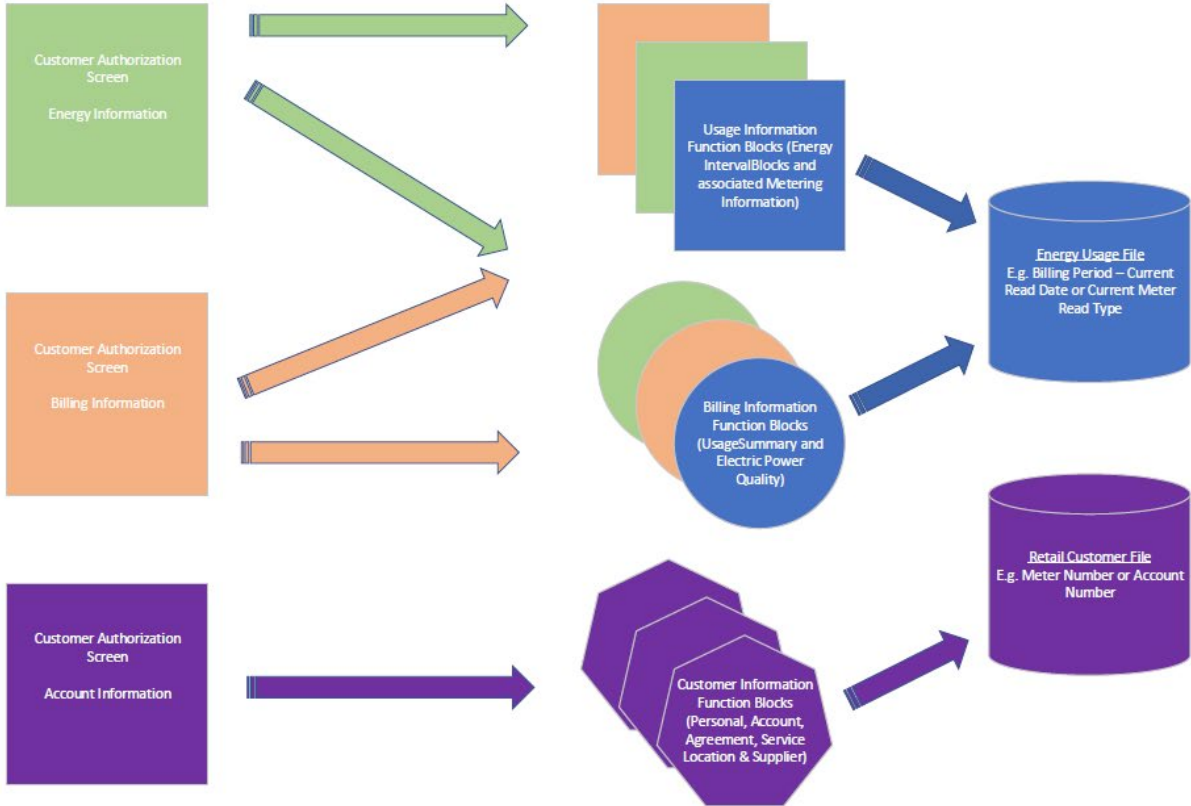 Customer Authorization
Screen
Energy Information
Usage Information
Function Blocks (Energy
IntervalBlocks and
associated Metering
Information)
Energy Usage File
E.g. Billing Period – Current
Read Date or Current Meter
Read Type
Customer Authorization
Screen
Billing Information
Billing Information
Function Blocks
(UsageSummary and
Electric Power
Quality)
Retail Customer File
E.g. Meter Number or Account
Number
Customer Authorization
Screen
Account Information
Customer Information
Function Blocks
(Personal, Account,
Agreement, Service
Location & Supplier)